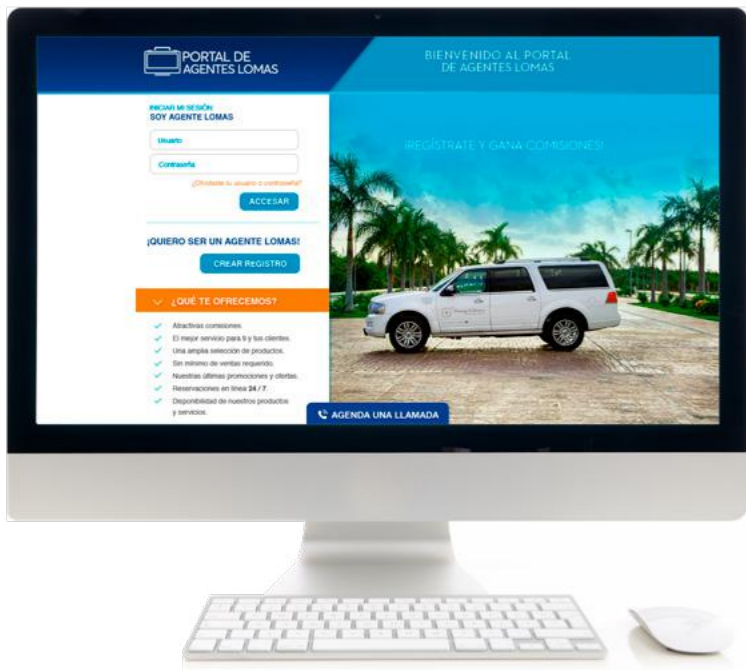 PORTAL DE
AGENTES LOMAS
BIENVENIDO AL PORTAL
DE AGENTES LOMAS
INICIAR MI SESIÓN
SOY AGENTE LOMAS
Usuario
Contraseña
¿Olvidaste tu usuario o contraseña?
ACCESAR
¡QUIERO SER UN AGENTE LOMAS!
CREAR REGISTRO
¿QUÉ TE OFRECEMOS?
Atractivas comisiones.
El mejor servicio para ti y tus clientes.
Una amplia selección de productos.
Sin mínimo de ventas requerido.
Nuestras últimas promociones y ofertas.
Reservaciones en línea 24 / 7.
Disponibilidad de nuestros productos
y servicios.
¡REGÍSTRATE Y GANA COMISIONES!
AGENDA UNA LLAMADA